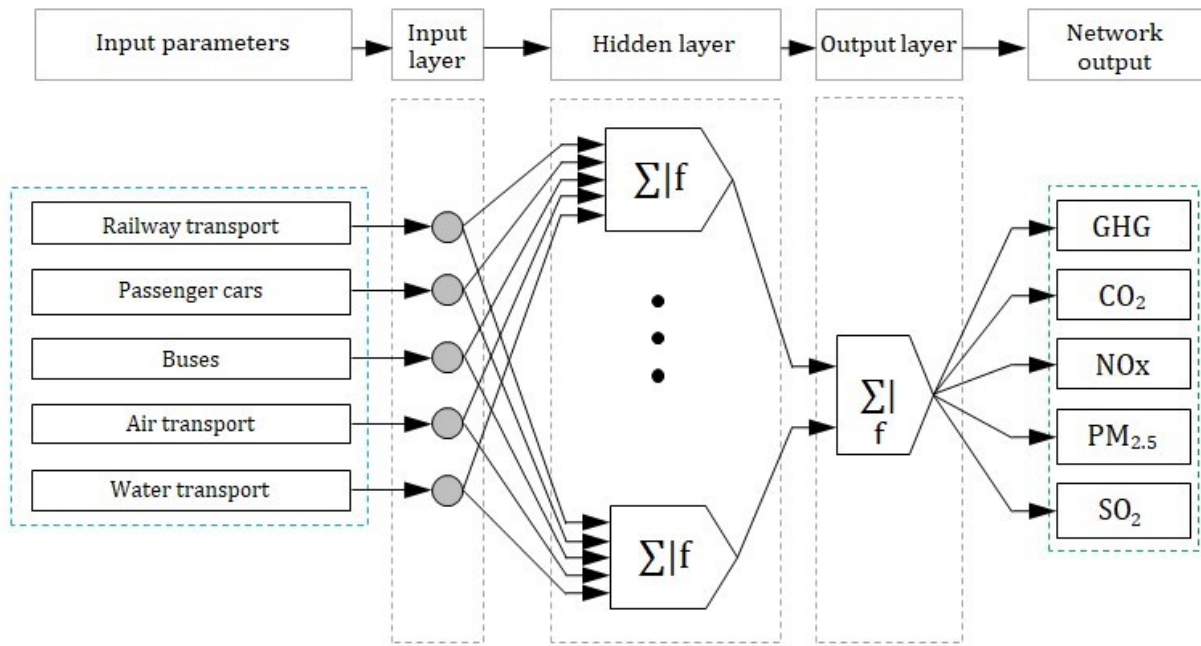 Input parameters
Input
layer
Hidden layer
Output layer
Network
output
∑|f
Railway transport
Passenger cars
Buses
Air transport
Water transport
∑|f
∑|
f
GHG
CO₂
NOx
PM₂.₅
SO₂